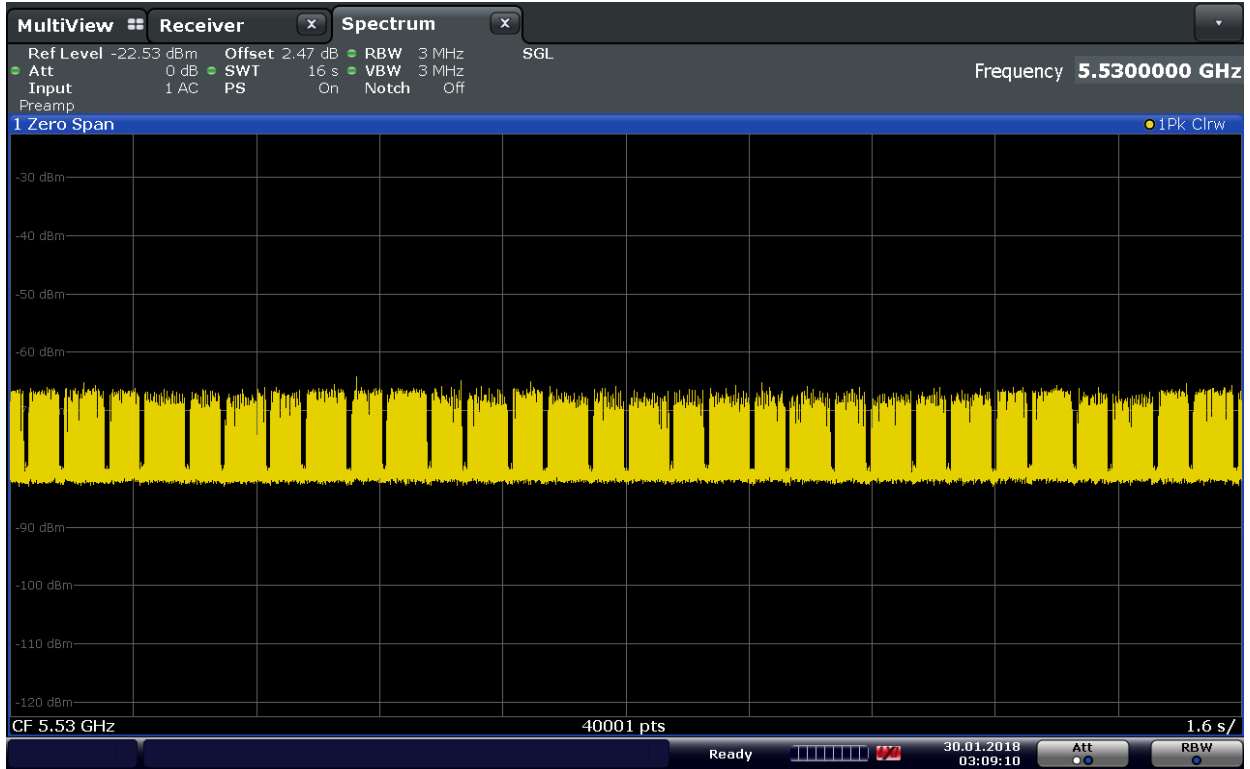 MultiView Receiver X Spectrum X
Ref Level -22.53 dBm Offset 2.47 dB RBW 3 MHz SGL
Att 0 dB SWT 16 s VBW 3 MHz Frequency 5.5300000 GHz
Input 1 AC PS On Notch Off
Preamp
1 Zero Span 1Pk Clrw
-30 dBm
-40 dBm
-50 dBm
-60 dBm
-90 dBm
-100 dBm
-110 dBm
-120 dBm
CF 5.53 GHz 40001 pts 1.6 s/
Ready 30.01.2018 Att RBW
03:09:10